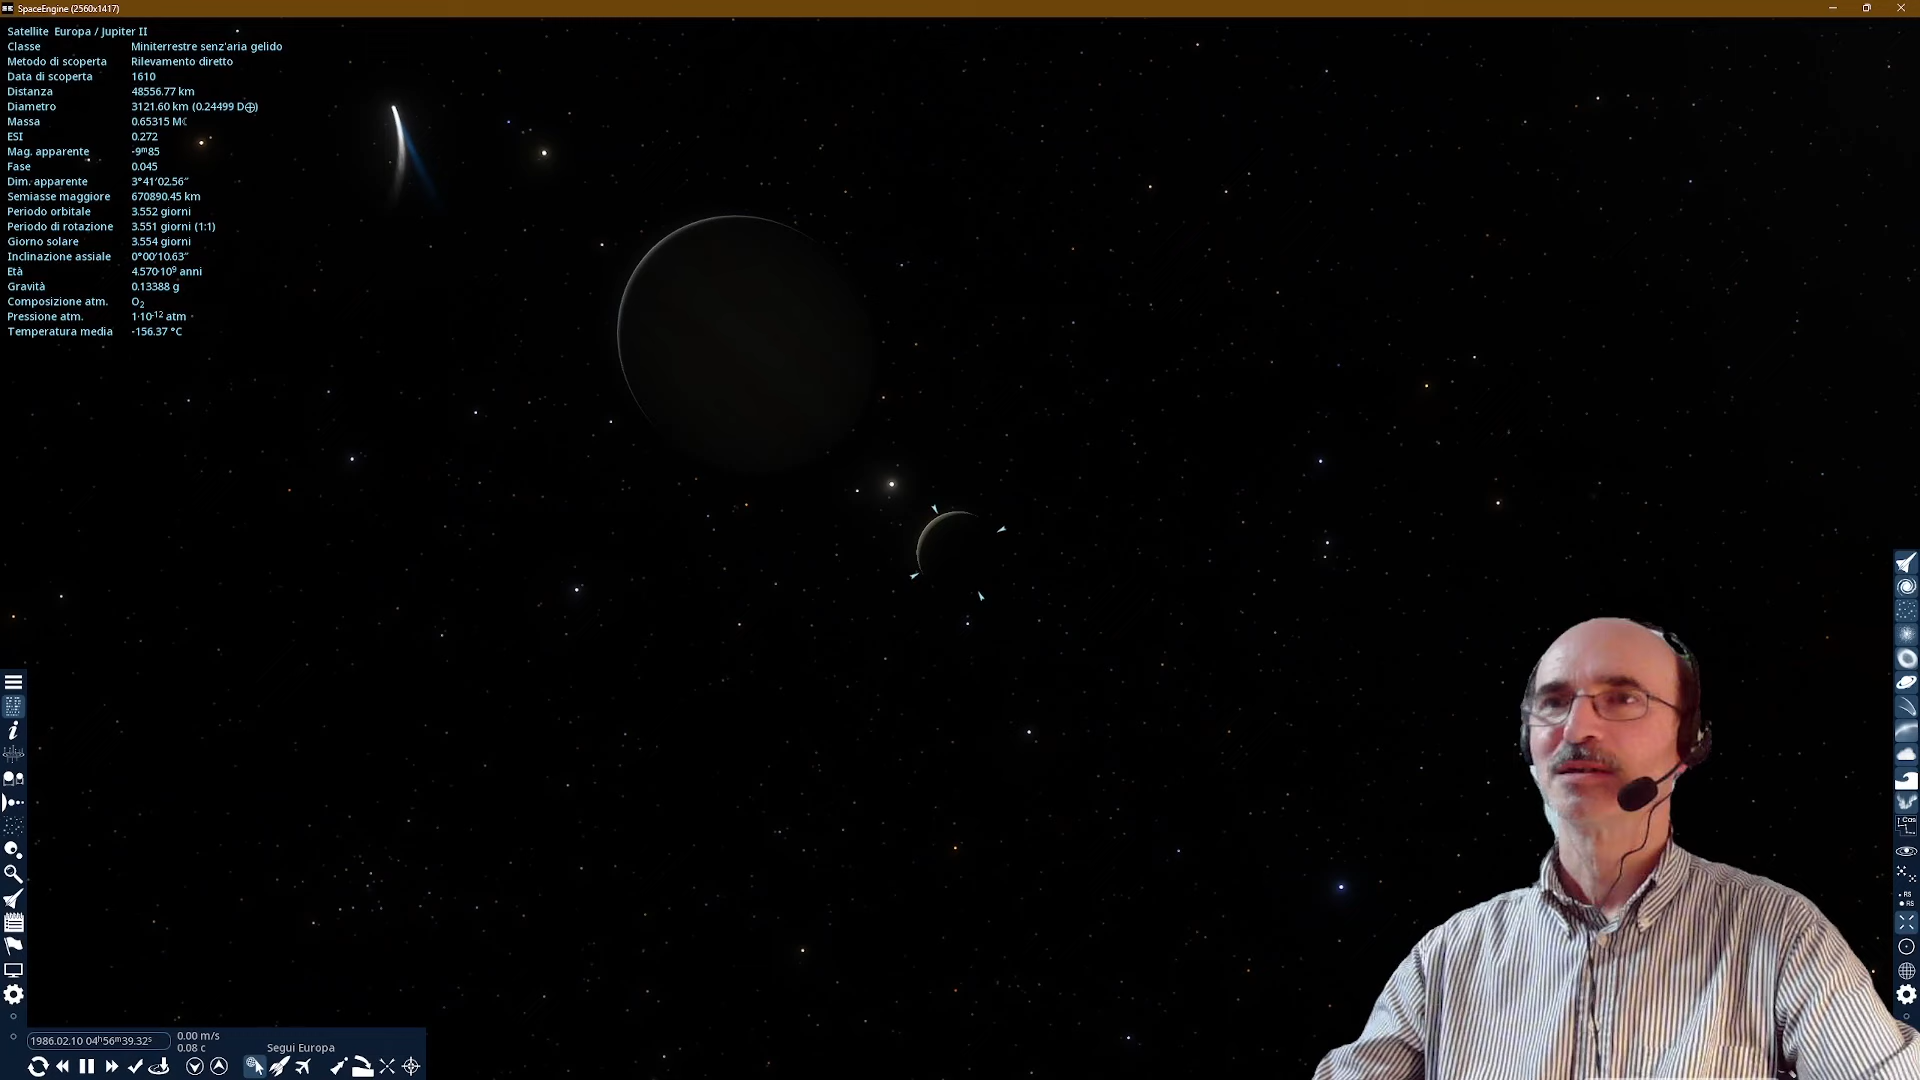 SpaceEngine (2560x1417)
Satellite Europa / Jupiter II
Classe Miniterrestre senz'aria gelido
Metodo di scoperta Rilevamento diretto
Data di scoperta 1610
Distanza 48556.77 km
Diametro 3121.60 km (0.24499 D⊕)
Massa 0.65315 M☾
ESI 0.272
Mag. apparente -9ᵐ85
Fase 0.045
Dim. apparente 3°41'02.56"
Semiasse maggiore 670890.45 km
Periodo orbitale 3.552 giorni
Periodo di rotazione 3.551 giorni (1:1)
Giorno solare 3.554 giorni
Inclinazione assiale 0°00'10.63"
Età 4.570·10⁹ anni
Gravità 0.13388 g
Composizione atm. O₂
Pressione atm. 1·10⁻¹² atm
Temperatura media -156.37 °C
Cas
RS
RS
1986.02.10 04ʰ56ᵐ39.32ˢ
0.00 m/s
0.08 c
Segui Europa